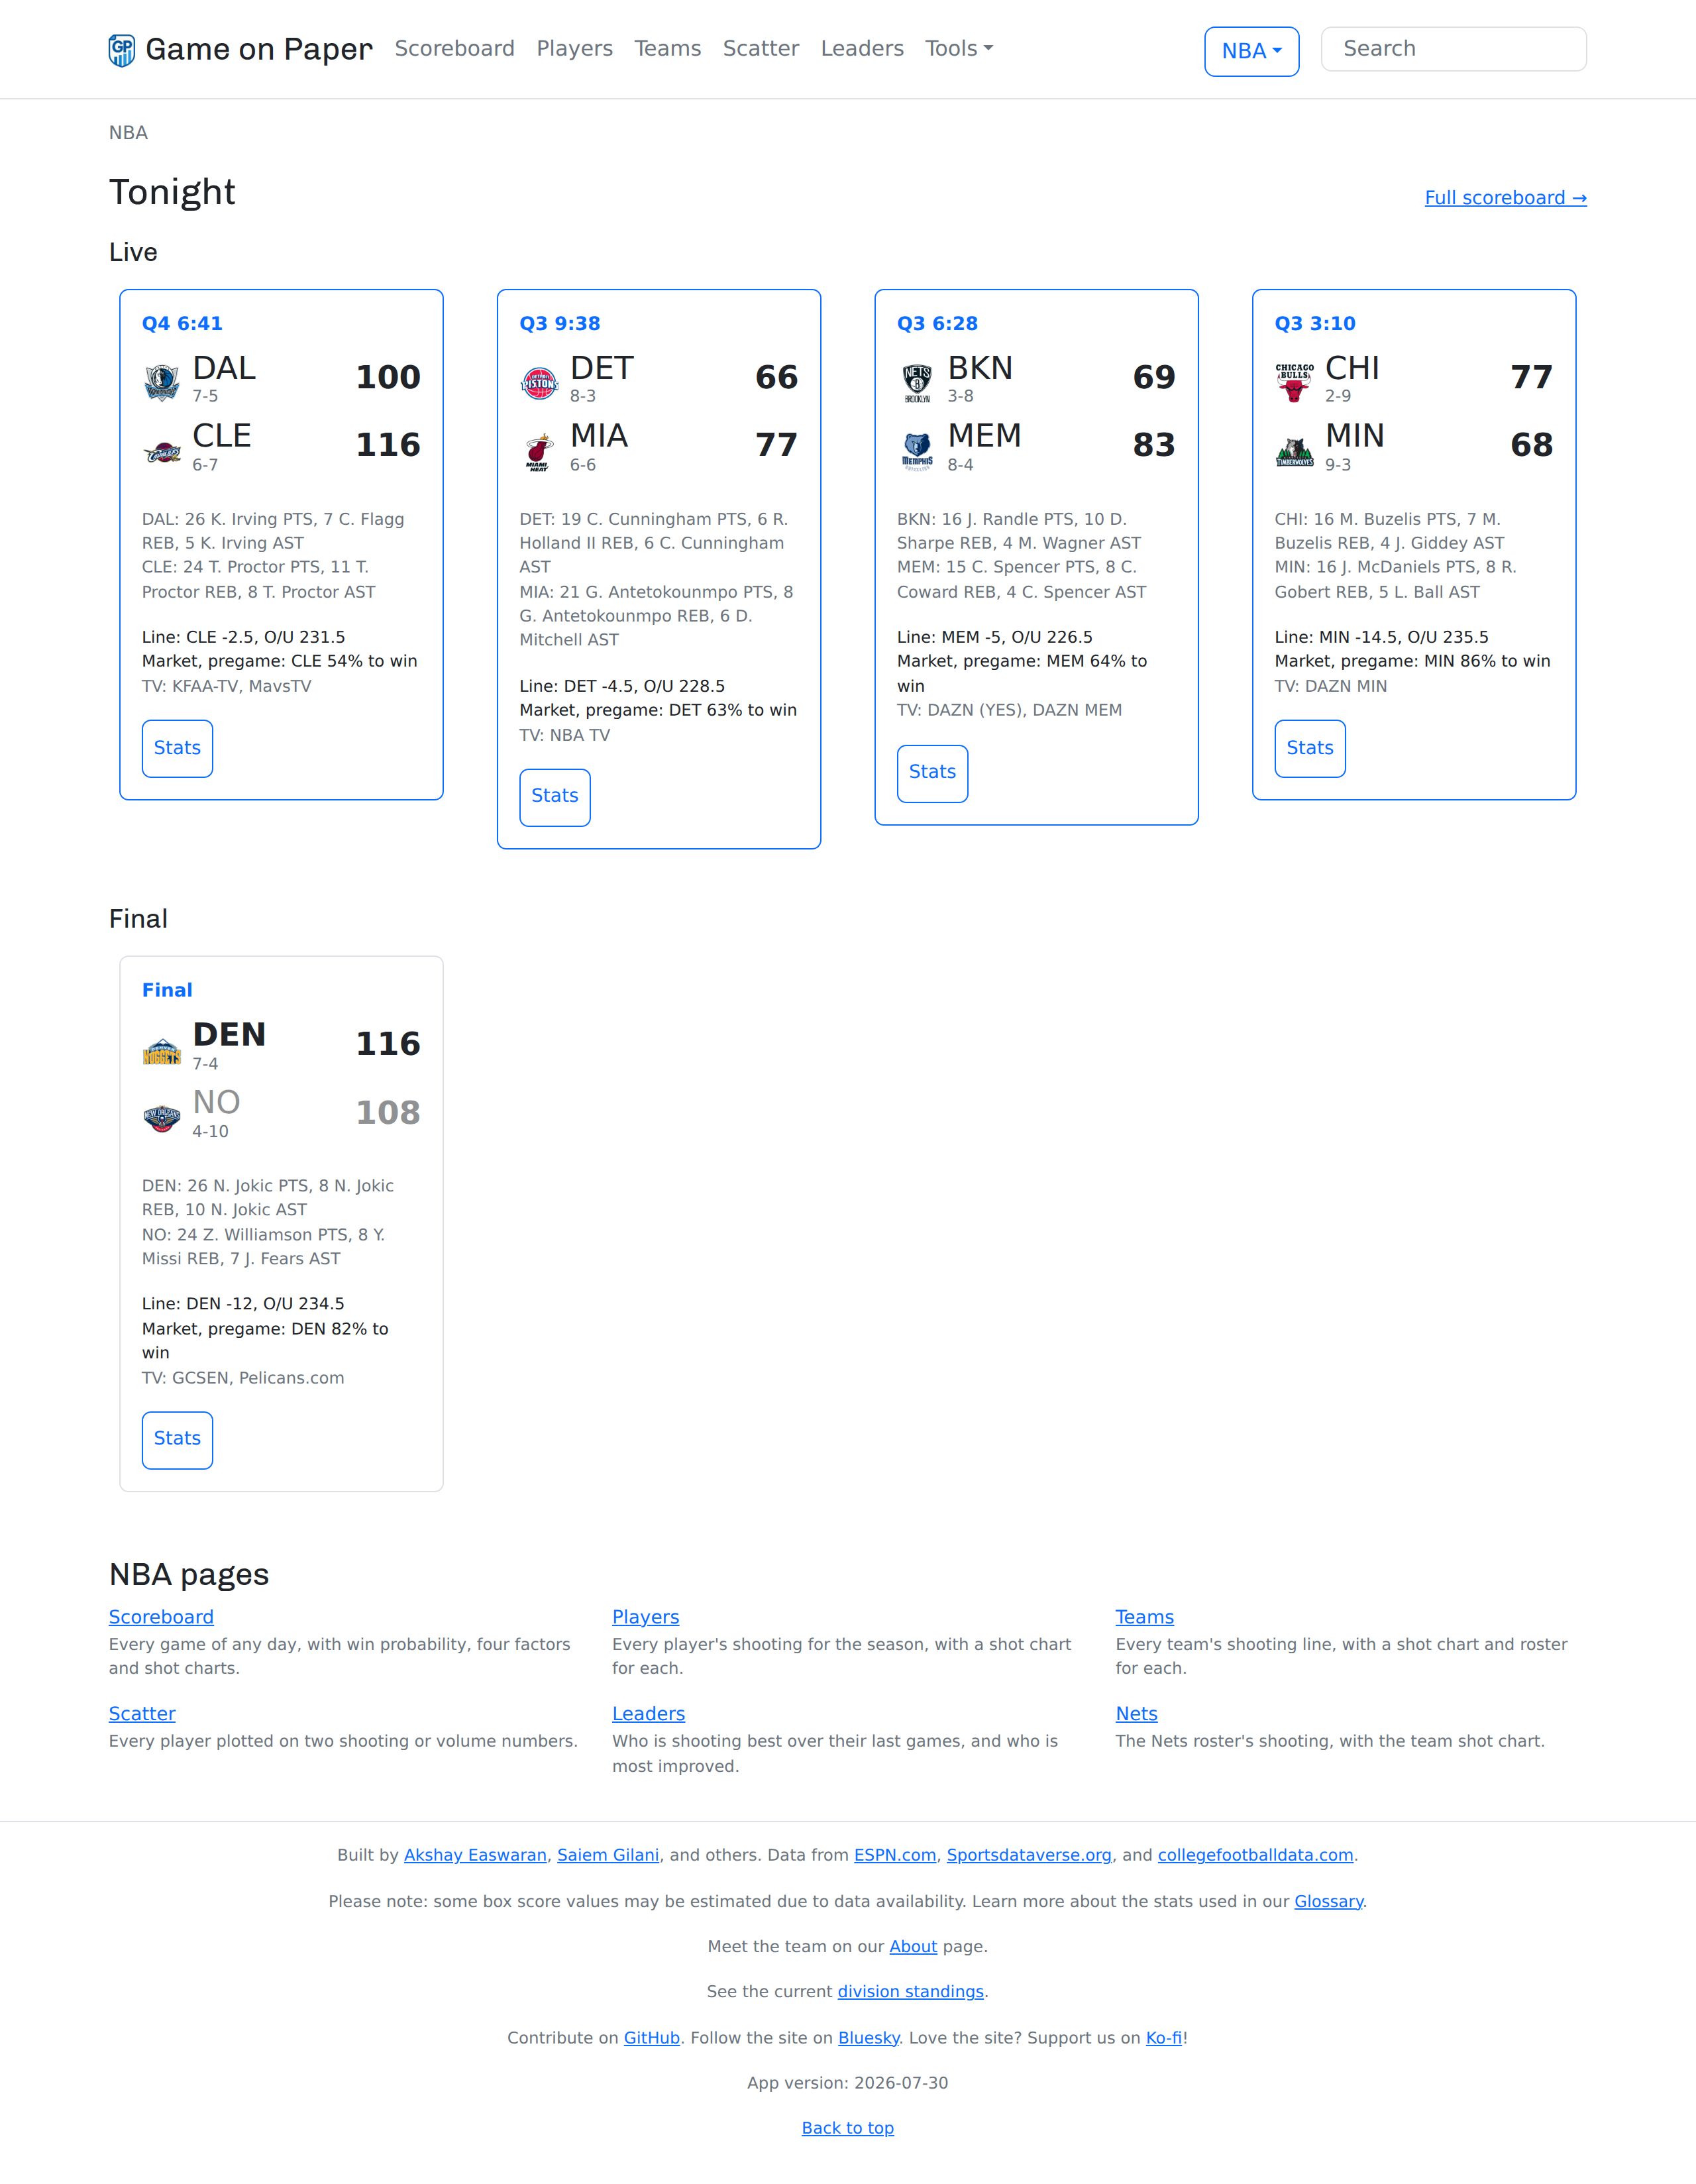 GP Game on Paper Scoreboard Players Teams Scatter Leaders Tools NBA Search
NBA
Tonight
Full scoreboard →
Live
Q4 6:41
DAL 100
7-5
CLE 116
6-7
DAL: 26 K. Irving PTS, 7 C. Flagg
REB, 5 K. Irving AST
CLE: 24 T. Proctor PTS, 11 T.
Proctor REB, 8 T. Proctor AST
Line: CLE -2.5, O/U 231.5
Market, pregame: CLE 54% to win
TV: KFAA-TV, MavsTV
Stats
Q3 9:38
DETROIT PISTONS
DET 66
8-3
MIAMI HEAT
MIA 77
6-6
DET: 19 C. Cunningham PTS, 6 R.
Holland II REB, 6 C. Cunningham
AST
MIA: 21 G. Antetokounmpo PTS, 8
G. Antetokounmpo REB, 6 D.
Mitchell AST
Line: DET -4.5, O/U 228.5
Market, pregame: DET 63% to win
TV: NBA TV
Stats
Q3 6:28
NETS B BROOKLYN
BKN 69
3-8
MEMPHIS
MEM 83
8-4
BKN: 16 J. Randle PTS, 10 D.
Sharpe REB, 4 M. Wagner AST
MEM: 15 C. Spencer PTS, 8 C.
Coward REB, 4 C. Spencer AST
Line: MEM -5, O/U 226.5
Market, pregame: MEM 64% to
win
TV: DAZN (YES), DAZN MEM
Stats
Q3 3:10
CHICAGO BULLS
CHI 77
2-9
MIN 68
9-3
CHI: 16 M. Buzelis PTS, 7 M.
Buzelis REB, 4 J. Giddey AST
MIN: 16 J. McDaniels PTS, 8 R.
Gobert REB, 5 L. Ball AST
Line: MIN -14.5, O/U 235.5
Market, pregame: MIN 86% to win
TV: DAZN MIN
Stats
Final
Final
NUGGETS
DEN 116
7-4
NEW ORLEANS
NO 108
4-10
DEN: 26 N. Jokic PTS, 8 N. Jokic
REB, 10 N. Jokic AST
NO: 24 Z. Williamson PTS, 8 Y.
Missi REB, 7 J. Fears AST
Line: DEN -12, O/U 234.5
Market, pregame: DEN 82% to
win
TV: GCSEN, Pelicans.com
Stats
NBA pages
Scoreboard
Every game of any day, with win probability, four factors
and shot charts.
Players
Every player's shooting for the season, with a shot chart
for each.
Teams
Every team's shooting line, with a shot chart and roster
for each.
Scatter
Every player plotted on two shooting or volume numbers.
Leaders
Who is shooting best over their last games, and who is
most improved.
Nets
The Nets roster's shooting, with the team shot chart.
Built by Akshay Easwaran, Saiem Gilani, and others. Data from ESPN.com, Sportsdataverse.org, and collegefootballdata.com.
Please note: some box score values may be estimated due to data availability. Learn more about the stats used in our Glossary.
Meet the team on our About page.
See the current division standings.
Contribute on GitHub. Follow the site on Bluesky. Love the site? Support us on Ko-fi!
App version: 2026-07-30
Back to top